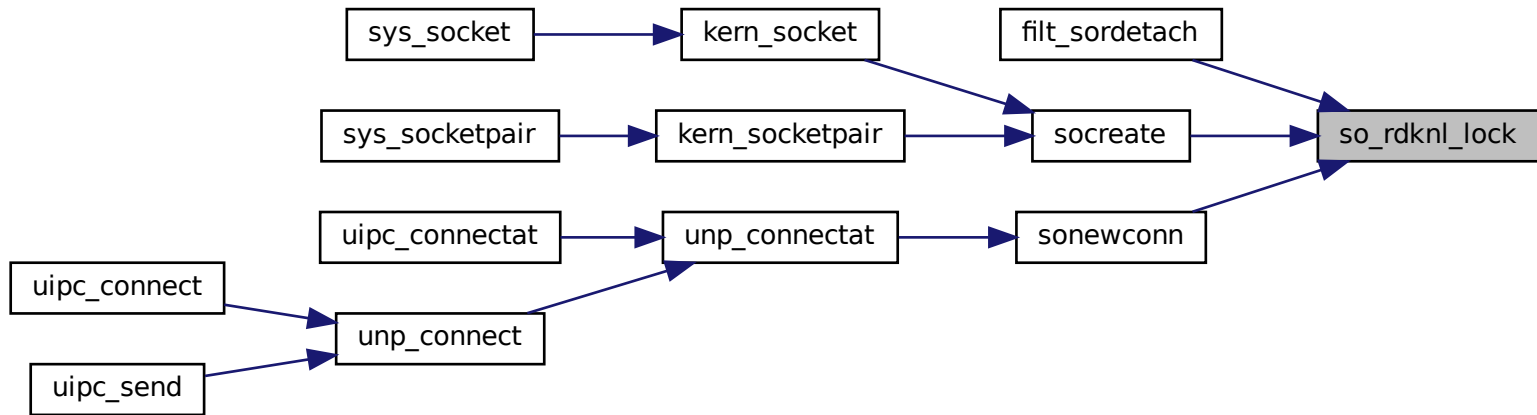 sys_socket
kern_socket
filt_sordetach
sys_socketpair
kern_socketpair
socreate
so_rdknl_lock
uipc_connectat
unp_connectat
sonewconn
uipc_connect
unp_connect
uipc_send